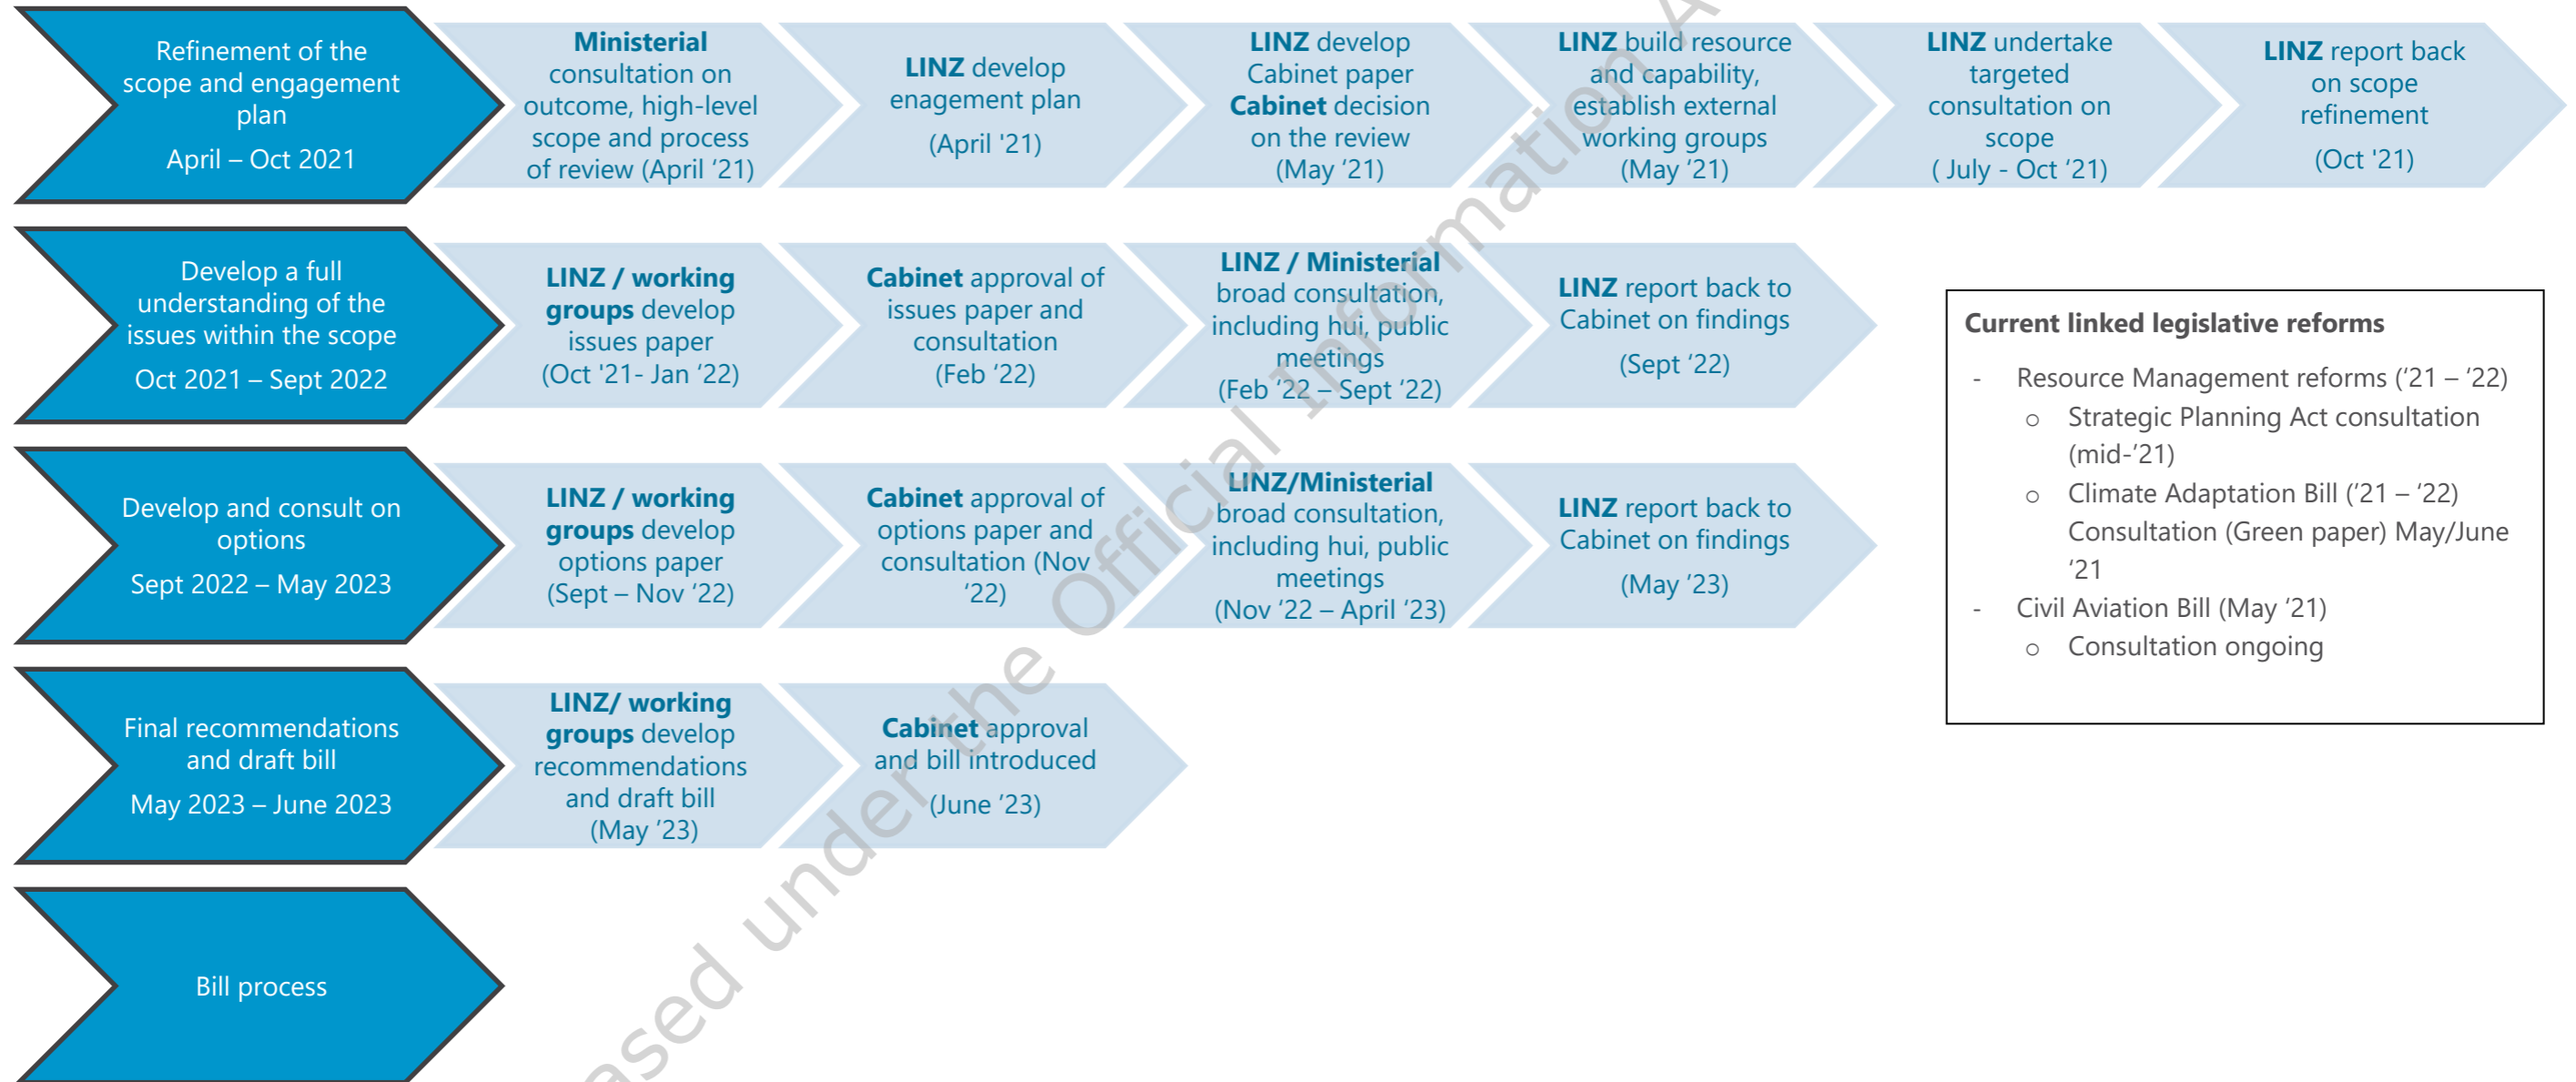 Refinement of the
scope and engagement
plan
April – Oct 2021
Ministerial
consultation on
outcome, high-level
scope and process
of review (April ‘21)
LINZ develop
enagement plan
(April '21)
LINZ develop
Cabinet paper
Cabinet decision
on the review
(May ‘21)
LINZ build resource
and capability,
establish external
working groups
(May ‘21)
LINZ undertake
targeted
consultation on
scope
( July - Oct ‘21)
LINZ report back
on scope
refinement
(Oct '21)
Develop a full
understanding of the
issues within the scope
Oct 2021 – Sept 2022
LINZ / working
groups develop
issues paper
(Oct '21- Jan ‘22)
Cabinet approval of
issues paper and
consultation
(Feb ‘22)
LINZ / Ministerial
broad consultation,
including hui, public
meetings
(Feb ‘22 – Sept ‘22)
LINZ report back to
Cabinet on findings
(Sept ‘22)
Develop and consult on
options
Sept 2022 – May 2023
LINZ / working
groups develop
options paper
(Sept – Nov ‘22)
Cabinet approval of
options paper and
consultation (Nov
‘22)
LINZ/Ministerial
broad consultation,
including hui, public
meetings
(Nov ‘22 – April ‘23)
LINZ report back to
Cabinet on findings
(May ‘23)
Final recommendations
and draft bill
May 2023 – June 2023
LINZ/ working
groups develop
recommendations
and draft bill
(May ’23)
Cabinet approval
and bill introduced
(June ’23)
Bill process
Current linked legislative reforms
- Resource Management reforms (‘21 – ‘22)
o Strategic Planning Act consultation
(mid-‘21)
o Climate Adaptation Bill (‘21 – ‘22)
Consultation (Green paper) May/June
‘21
- Civil Aviation Bill (May ‘21)
o Consultation ongoing
under the Official Information